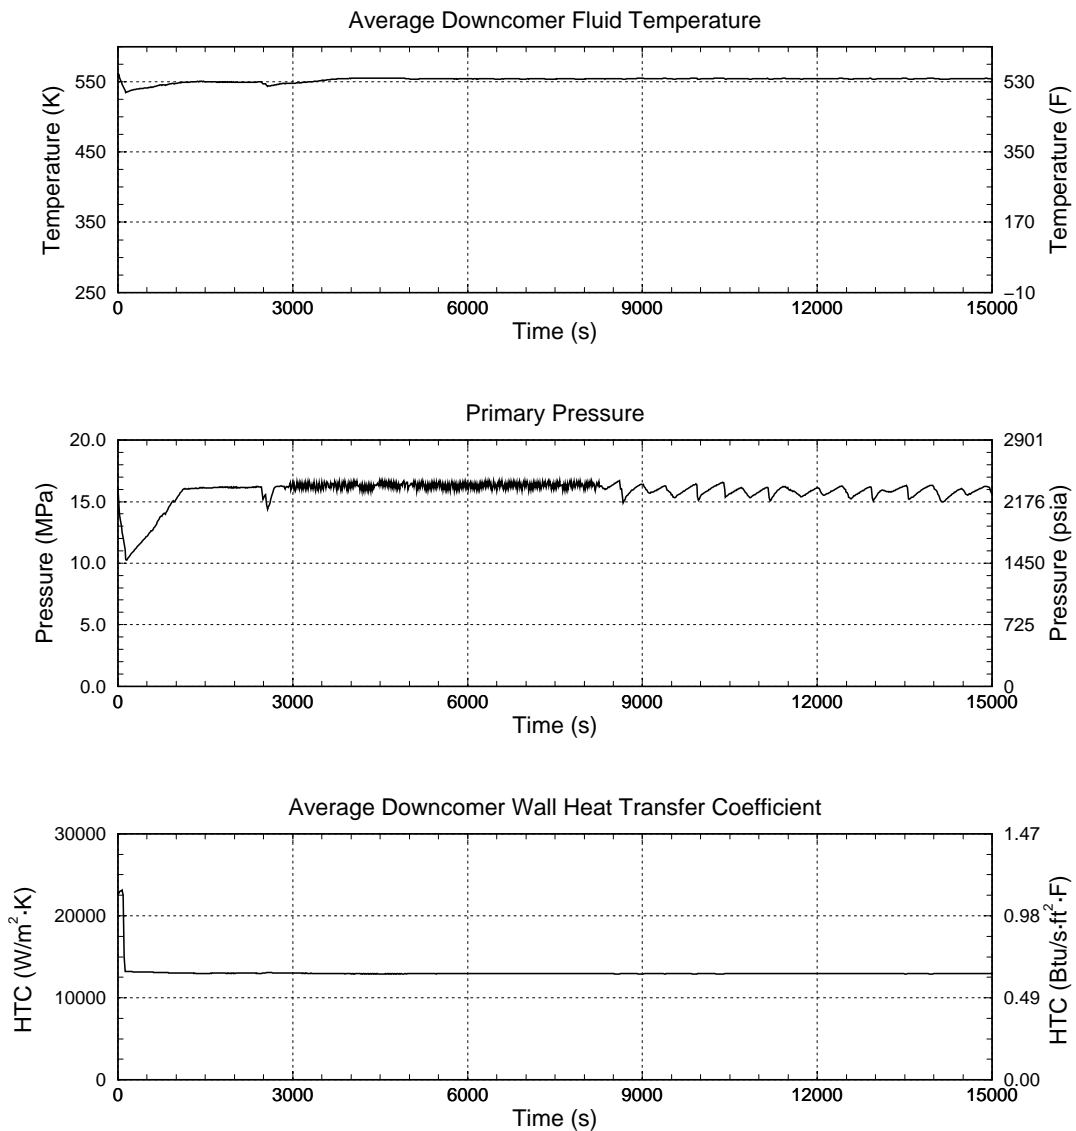 Average Downcomer Fluid Temperature
Temperature (K)
550
450
350
250
530
350
170
−10
Temperature (F)
0 3000 6000 9000 12000 15000
Time (s)
Primary Pressure
Pressure (MPa)
20.0
15.0
10.0
5.0
0.0
2901
2176
1450
725
0
Pressure (psia)
0 3000 6000 9000 12000 15000
Time (s)
Average Downcomer Wall Heat Transfer Coefficient
HTC (W/m²·K)
30000
20000
10000
0
1.47
0.98
0.49
0.00
HTC (Btu/s·ft²·F)
0 3000 6000 9000 12000 15000
Time (s)